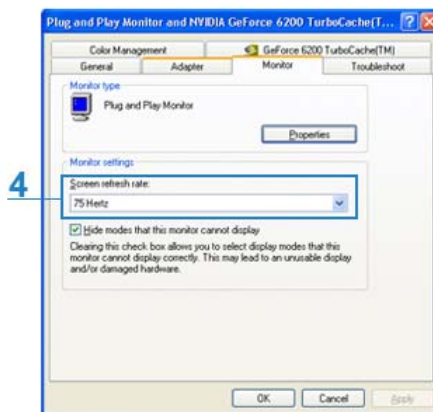 Plug and Play Monitor and NVIDIA GeForce 6200 TurboCache(T...
Color Management
GeForce 6200 TurboCache(TM)
General
Adapter
Monitor
Troubleshoot
Monitor type
Plug and Play Monitor
Properties
Monitor settings
4
Screen refresh rate:
75 Hertz
Hide modes that this monitor cannot display
Clearing this check box allows you to select display modes that this
monitor cannot display correctly. This may lead to an unusable display
and/or damaged hardware.
OK
Cancel
Apply